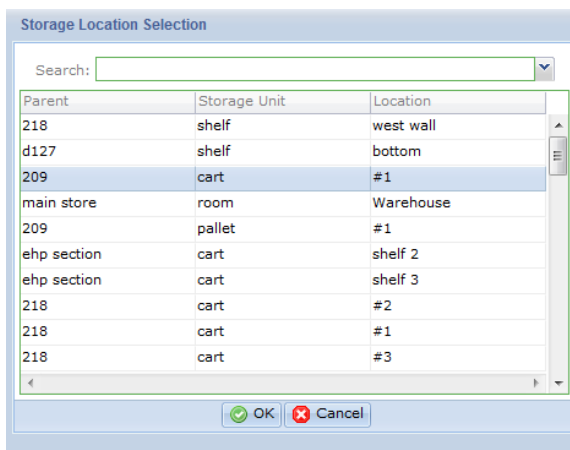 Storage Location Selection
Search:
Parent Storage Unit Location
218 shelf west wall
d127 shelf bottom
209 cart #1
main store room Warehouse
209 pallet #1
ehp section cart shelf 2
ehp section cart shelf 3
218 cart #2
218 cart #1
218 cart #3
OK Cancel